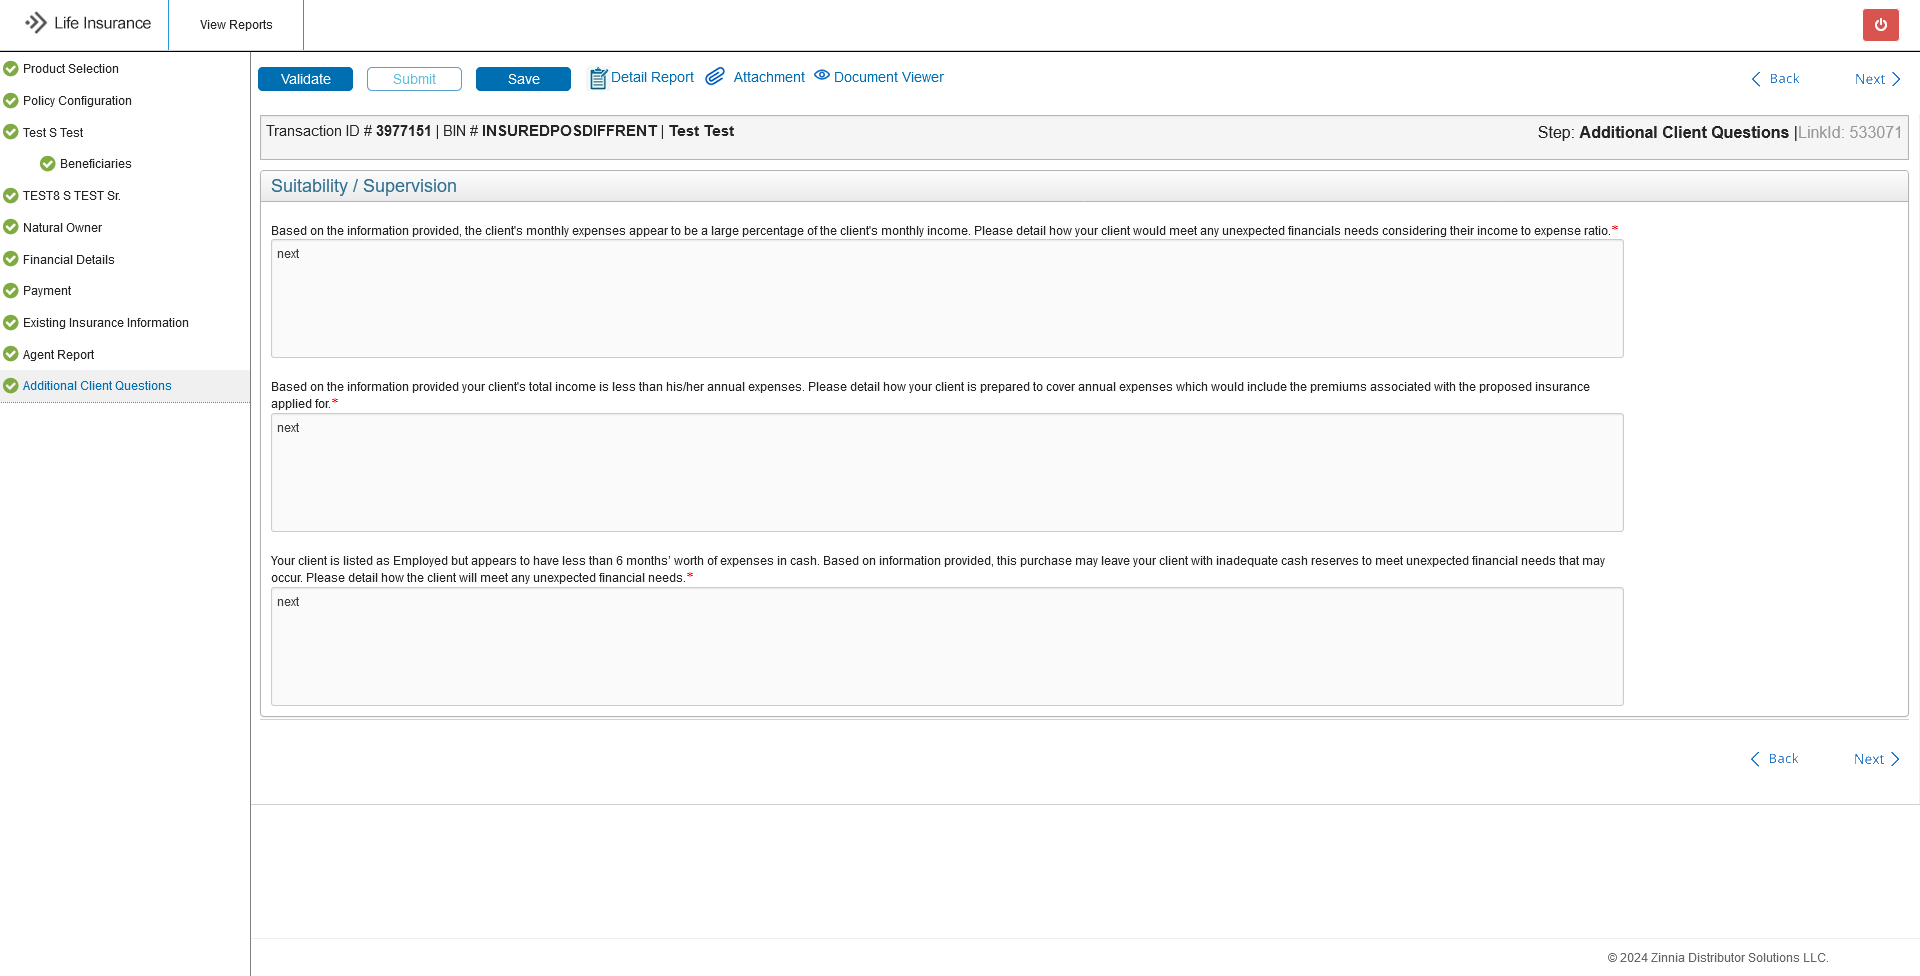 Life Insurance
View Reports
Product Selection
Policy Configuration
Test S Test
Beneficiaries
TEST8 S TEST Sr.
Natural Owner
Financial Details
Payment
Existing Insurance Information
Agent Report
Additional Client Questions
Validate
Submit
Save
Detail Report
Attachment
Document Viewer
Back
Next
Transaction ID # 3977151 | BIN # INSUREDPOSDIFFRENT | Test Test
Step: Additional Client Questions |LinkId: 533071
Suitability / Supervision
Based on the information provided, the client's monthly expenses appear to be a large percentage of the client's monthly income. Please detail how your client would meet any unexpected financials needs considering their income to expense ratio.*
next
Based on the information provided your client's total income is less than his/her annual expenses. Please detail how your client is prepared to cover annual expenses which would include the premiums associated with the proposed insurance
applied for.*
next
Your client is listed as Employed but appears to have less than 6 months' worth of expenses in cash. Based on information provided, this purchase may leave your client with inadequate cash reserves to meet unexpected financial needs that may
occur. Please detail how the client will meet any unexpected financial needs.*
next
Back
Next
© 2024 Zinnia Distributor Solutions LLC.